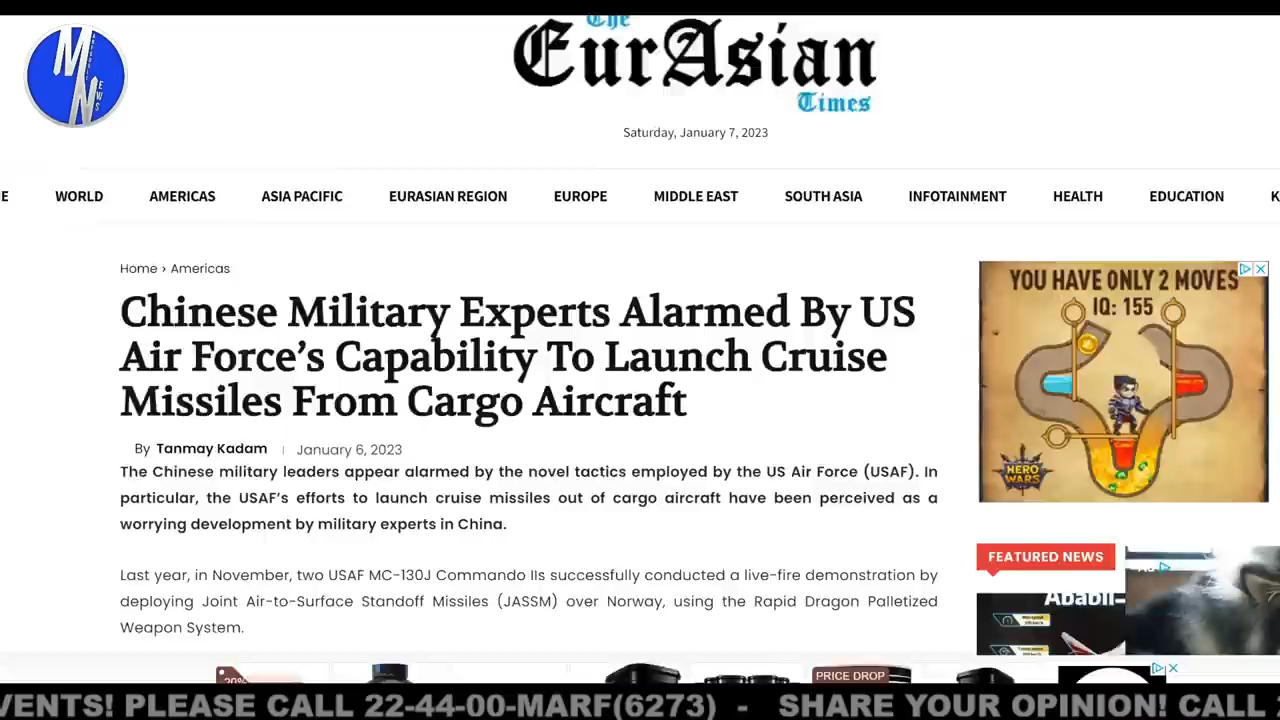 The
EurAsian
Times
MN
EWS
Saturday, January 7, 2023
E WORLD AMERICAS ASIA PACIFIC EURASIAN REGION EUROPE MIDDLE EAST SOUTH ASIA INFOTAINMENT HEALTH EDUCATION K
Home › Americas
Chinese Military Experts Alarmed By US
Air Force’s Capability To Launch Cruise
Missiles From Cargo Aircraft
By Tanmay Kadam | January 6, 2023
The Chinese military leaders appear alarmed by the novel tactics employed by the US Air Force (USAF). In
particular, the USAF’s efforts to launch cruise missiles out of cargo aircraft have been perceived as a
worrying development by military experts in China.
Last year, in November, two USAF MC-130J Commando IIs successfully conducted a live-fire demonstration by
deploying Joint Air-to-Surface Standoff Missiles (JASSM) over Norway, using the Rapid Dragon Palletized
Weapon System.
YOU HAVE ONLY 2 MOVES
IQ: 155
HERO
WARS
FEATURED NEWS
Ababil-
20%
PRICE DROP
VENTS! PLEASE CALL 22-44-00-MARF(6273) - SHARE YOUR OPINION! CALL